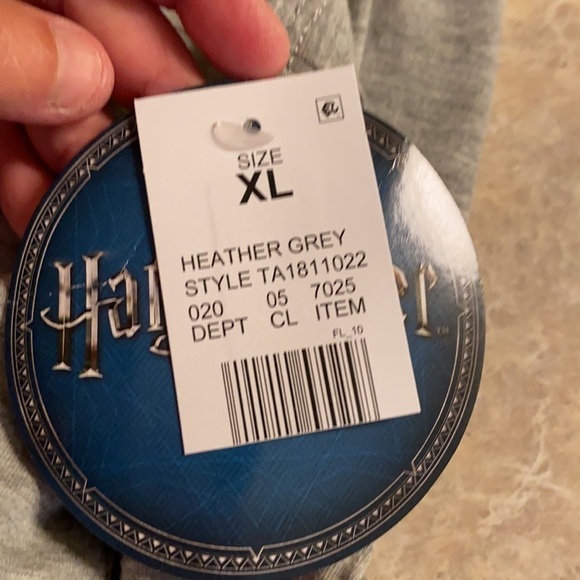 SIZE
XL
HEATHER GREY
STYLE TA1811022
020 05 7025
DEPT CL ITEM
FL_10